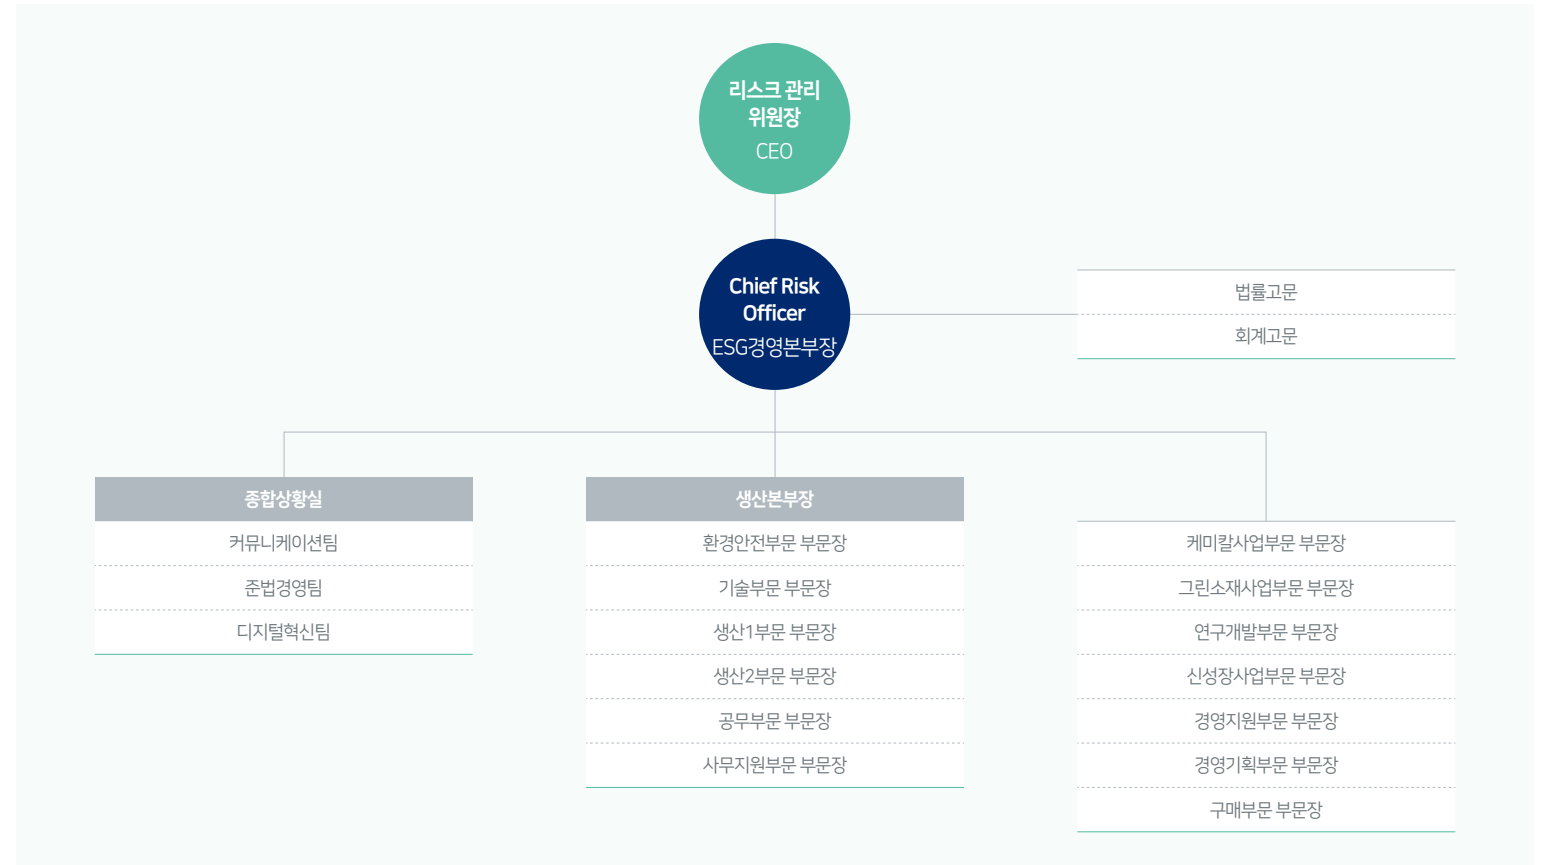 리스크 관리
위원장
CEO
Chief Risk
Officer
ESG경영본부장
법률고문
회계고문
종합상황실
커뮤니케이션팀
준법경영팀
디지털혁신팀
생산본부장
환경안전부문 부문장
기술부문 부문장
생산1부문 부문장
생산2부문 부문장
공무부문 부문장
사무지원부문 부문장
케미칼사업부문 부문장
그린소재사업부문 부문장
연구개발부문 부문장
신성장사업부문 부문장
경영지원부문 부문장
경영기획부문 부문장
구매부문 부문장